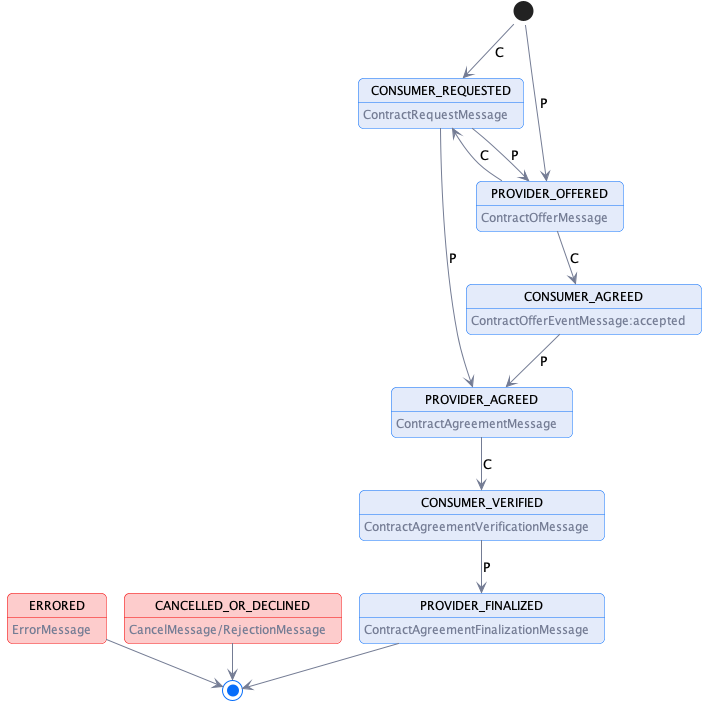 C
CONSUMER_REQUESTED
P
ContractRequestMessage
C
P
PROVIDER_OFFERED
ContractOfferMessage
P
C
CONSUMER_AGREED
ContractOfferEventMessage:accepted
P
PROVIDER_AGREED
ContractAgreementMessage
C
CONSUMER_VERIFIED
ContractAgreementVerificationMessage
P
ERRORED
ErrorMessage
CANCELLED_OR_DECLINED
CancelMessage/RejectionMessage
PROVIDER_FINALIZED
ContractAgreementFinalizationMessage